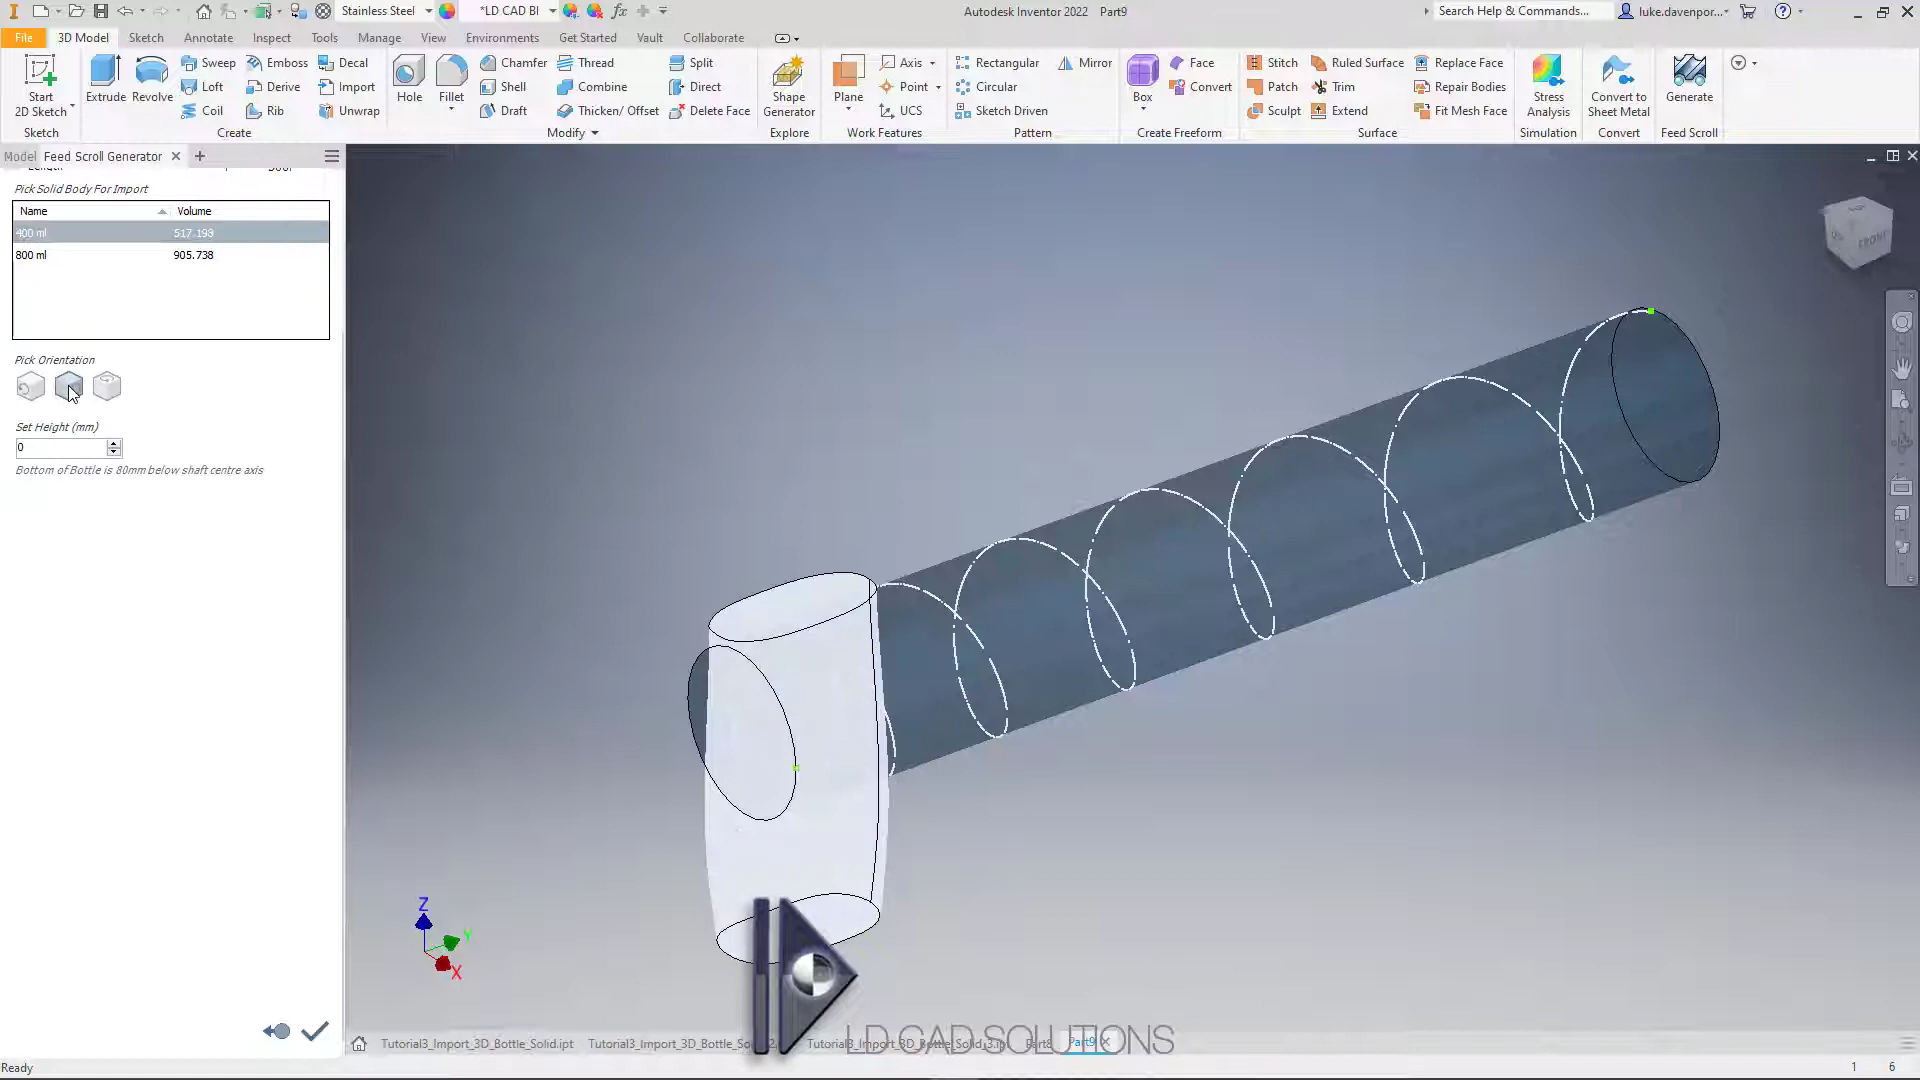 Stainless Steel
*LD CAD BI
Autodesk Inventor 2022 Part9
Search Help & Commands...
luke.davenpor...
File
3D Model
Sketch
Annotate
Inspect
Tools
Manage
View
Environments
Get Started
Vault
Collaborate
Start
2D Sketch
Sketch
Extrude
Revolve
Sweep
Loft
Coil
Emboss
Derive
Rib
Decal
Import
Unwrap
Create
Hole
Fillet
Chamfer
Shell
Draft
Thread
Combine
Thicken/ Offset
Split
Direct
Delete Face
Modify
Shape
Generator
Explore
Plane
Axis
Point
UCS
Work Features
Rectangular
Circular
Sketch Driven
Mirror
Pattern
Box
Face
Convert
Create Freeform
Stitch
Patch
Sculpt
Ruled Surface
Trim
Extend
Replace Face
Repair Bodies
Fit Mesh Face
Surface
Stress
Analysis
Simulation
Convert to
Sheet Metal
Convert
Generate
Feed Scroll
Model
Feed Scroll Generator
Pick Solid Body For Import
Name Volume
400 ml 517.198
800 ml 905.738
Pick Orientation
Set Height (mm)
0
Bottom of Bottle is 80mm below shaft centre axis
FRONT
Z
Y
X
Tutorial3_Import_3D_Bottle_Solid.ipt
Part8
Part9
LD CAD SOLUTIONS
Ready
1 6